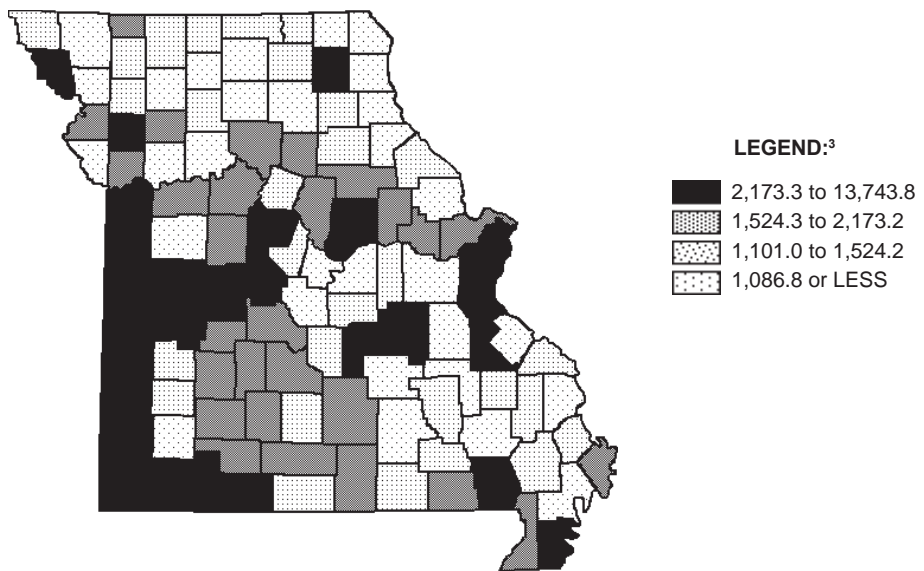 LEGEND:³
2,173.3 to 13,743.8
1,524.3 to 2,173.2
1,101.0 to 1,524.2
1,086.8 or LESS